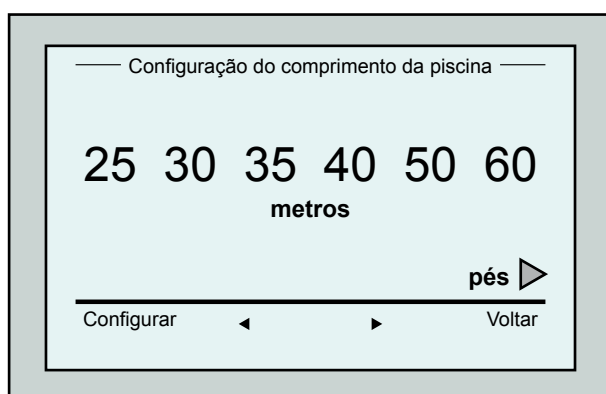 Configuração do comprimento da piscina
25 30 35 40 50 60
metros
pés
Configurar Voltar